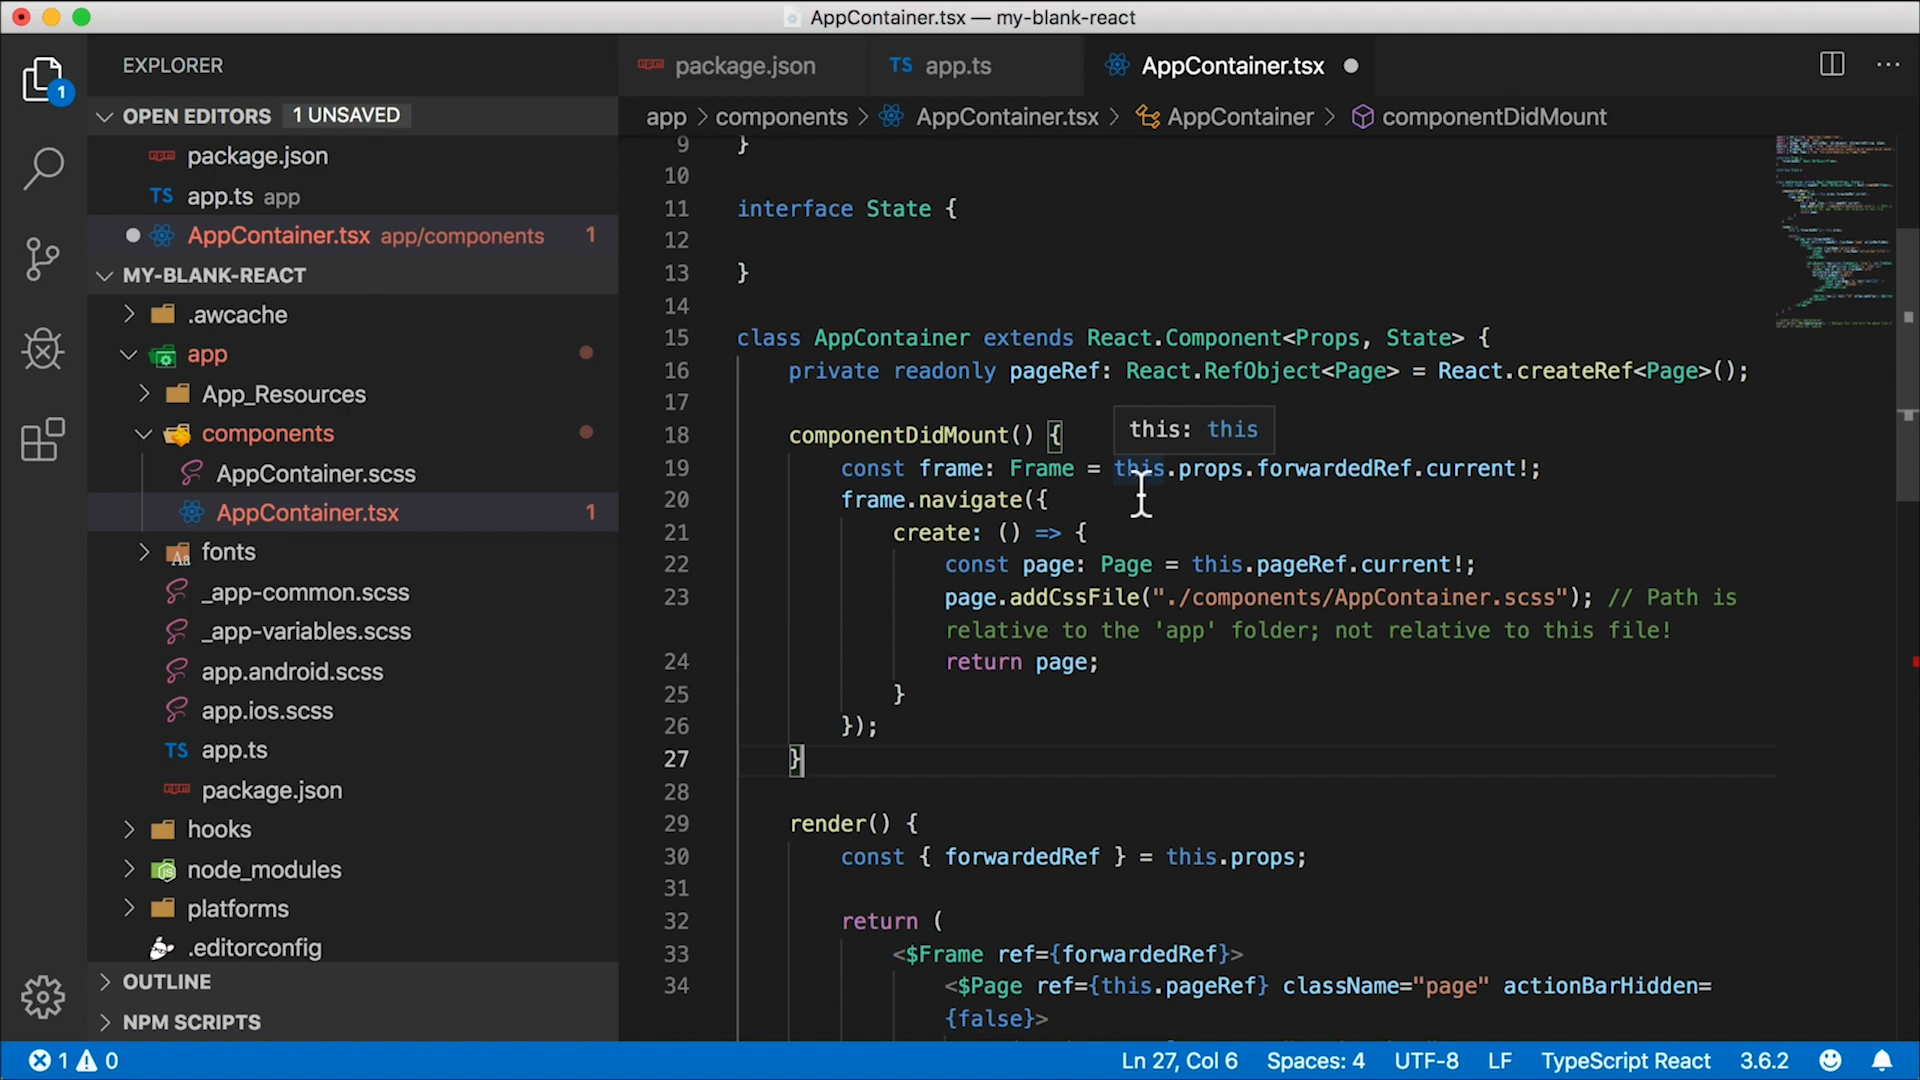 AppContainer.tsx — my-blank-react
EXPLORER
package.json
TS app.ts
AppContainer.tsx
1
OPEN EDITORS 1 UNSAVED
package.json
TS app.ts app
AppContainer.tsx app/components 1
MY-BLANK-REACT
.awcache
app
App_Resources
components
AppContainer.scss
AppContainer.tsx 1
fonts
_app-common.scss
_app-variables.scss
app.android.scss
app.ios.scss
TS app.ts
package.json
hooks
node_modules
platforms
.editorconfig
OUTLINE
NPM SCRIPTS
app > components > AppContainer.tsx > AppContainer > componentDidMount
9 }
10
11 interface State {
12
13 }
14
15 class AppContainer extends React.Component<Props, State> {
16 private readonly pageRef: React.RefObject<Page> = React.createRef<Page>();
17
this: this
18 componentDidMount() {
19 const frame: Frame = this.props.forwardedRef.current!;
20 frame.navigate({
21 create: () => {
22 const page: Page = this.pageRef.current!;
23 page.addCssFile("./components/AppContainer.scss"); // Path is
relative to the 'app' folder; not relative to this file!
24 return page;
25 }
26 });
27 }
28
29 render() {
30 const { forwardedRef } = this.props;
31
32 return (
33 <$Frame ref={forwardedRef}>
34 <$Page ref={this.pageRef} className="page" actionBarHidden=
{false}>
1 0
Ln 27, Col 6 Spaces: 4 UTF-8 LF TypeScript React 3.6.2